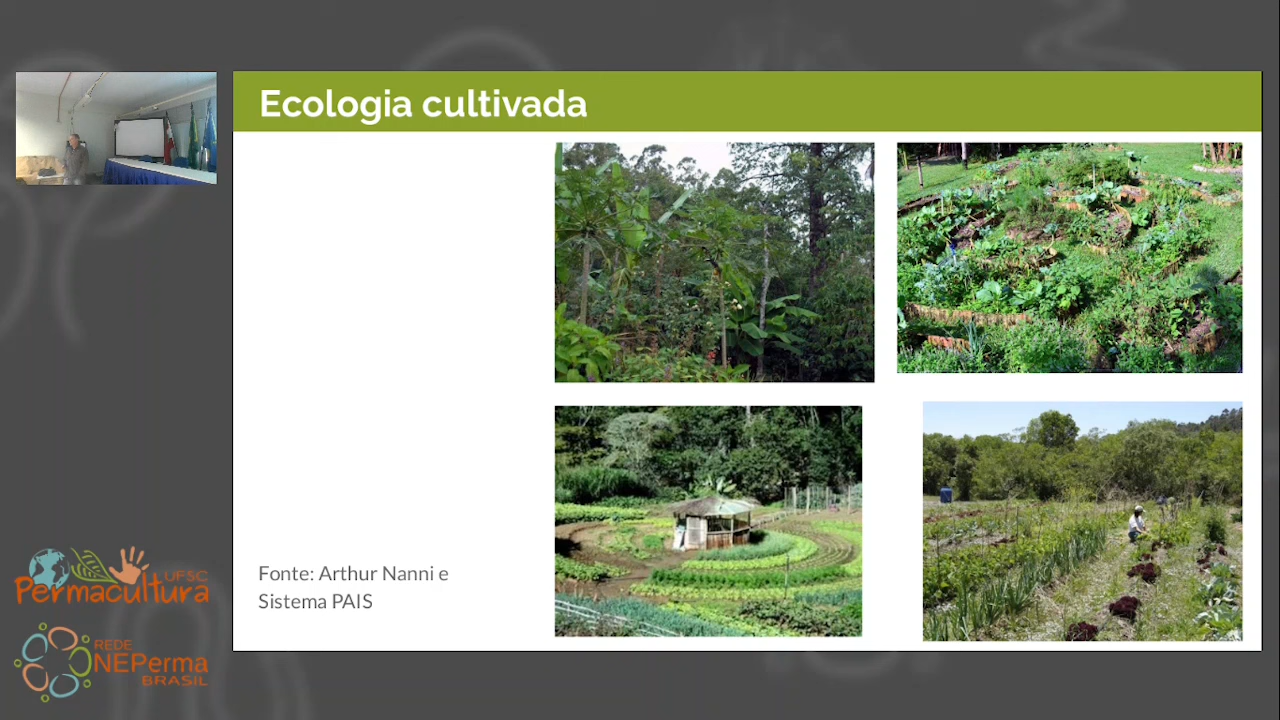 Ecologia cultivada
Fonte: Arthur Nanni e
Sistema PAIS
UFSC
Permacultura
REDE
NEPerma
BRASIL